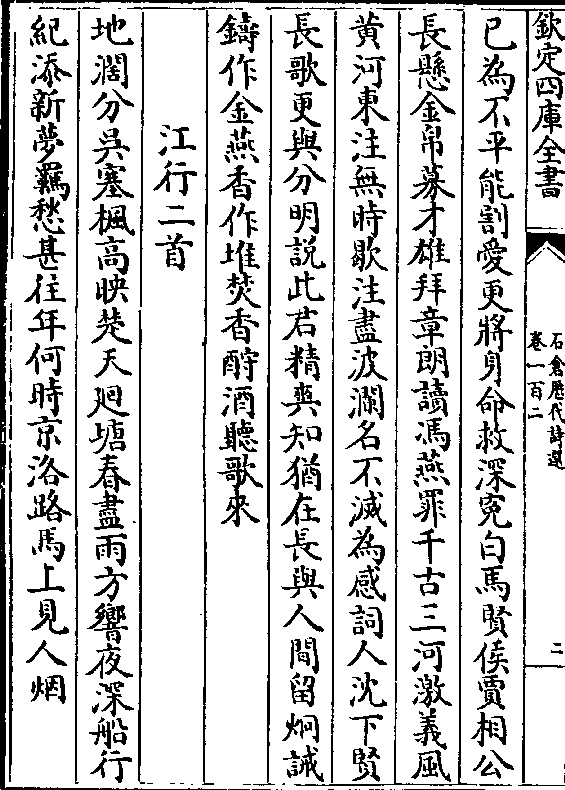 欽定四庫全書
石倉歷代詩選
卷一百二
二
已為不平能割愛更將身命救深寃白馬賢侯賈相公
長懸金帛募才雄拜章朗讀馮燕罪千古三河激義風
黄河東注無時歇注盡波瀾名不滅為感詞人沈下賢
長歌更與分明說此君精爽知猶在長與人間留炯誡
鑄作金燕香作堆焚香酹酒聽歌來
江行二首
地濶分吳塞楓高映楚天廻塘春盡雨方響夜深船行
紀添新夢羇愁甚往年何時京洛路馬上見人烟